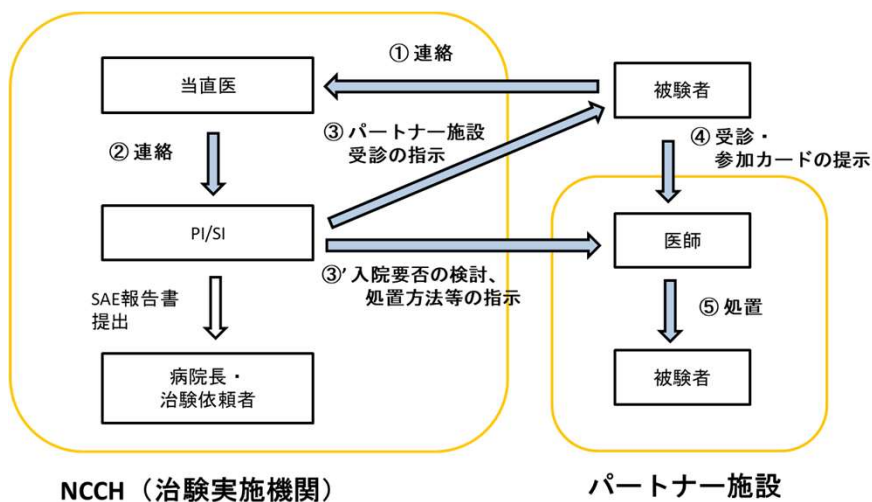 ① 連絡
当直医
被験者
③ パートナー施設
受診の指示
④ 受診・
参加カードの提示
② 連絡
PI/SI
医師
③’ 入院要否の検討、
処置方法等の指示
SAE報告書
提出
⑤ 処置
病院長・
治験依頼者
被験者
NCCH（治験実施機関）
パートナー施設